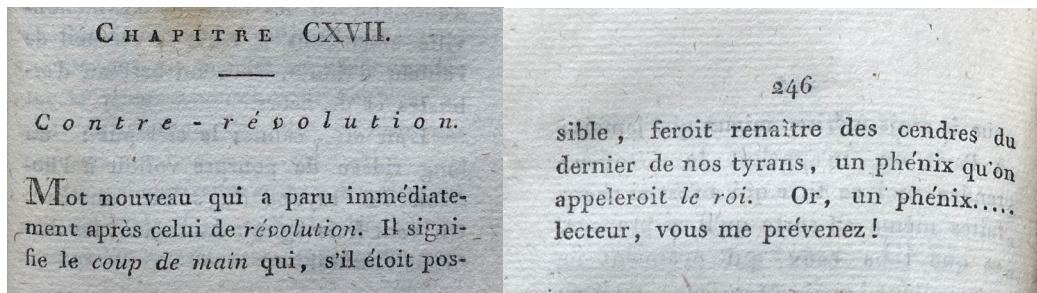 CHAPITRE CXVII.
Contre-révolution.
Mot nouveau qui a paru immédiate-
ment après celui de révolution. Il signi-
fie le coup de main qui, s'il étoit pos-
246
sible, feroit renaître des cendres du
dernier de nos tyrans, un phénix qu'on
appeleroit le roi. Or, un phénix.....
lecteur, vous me prévenez!